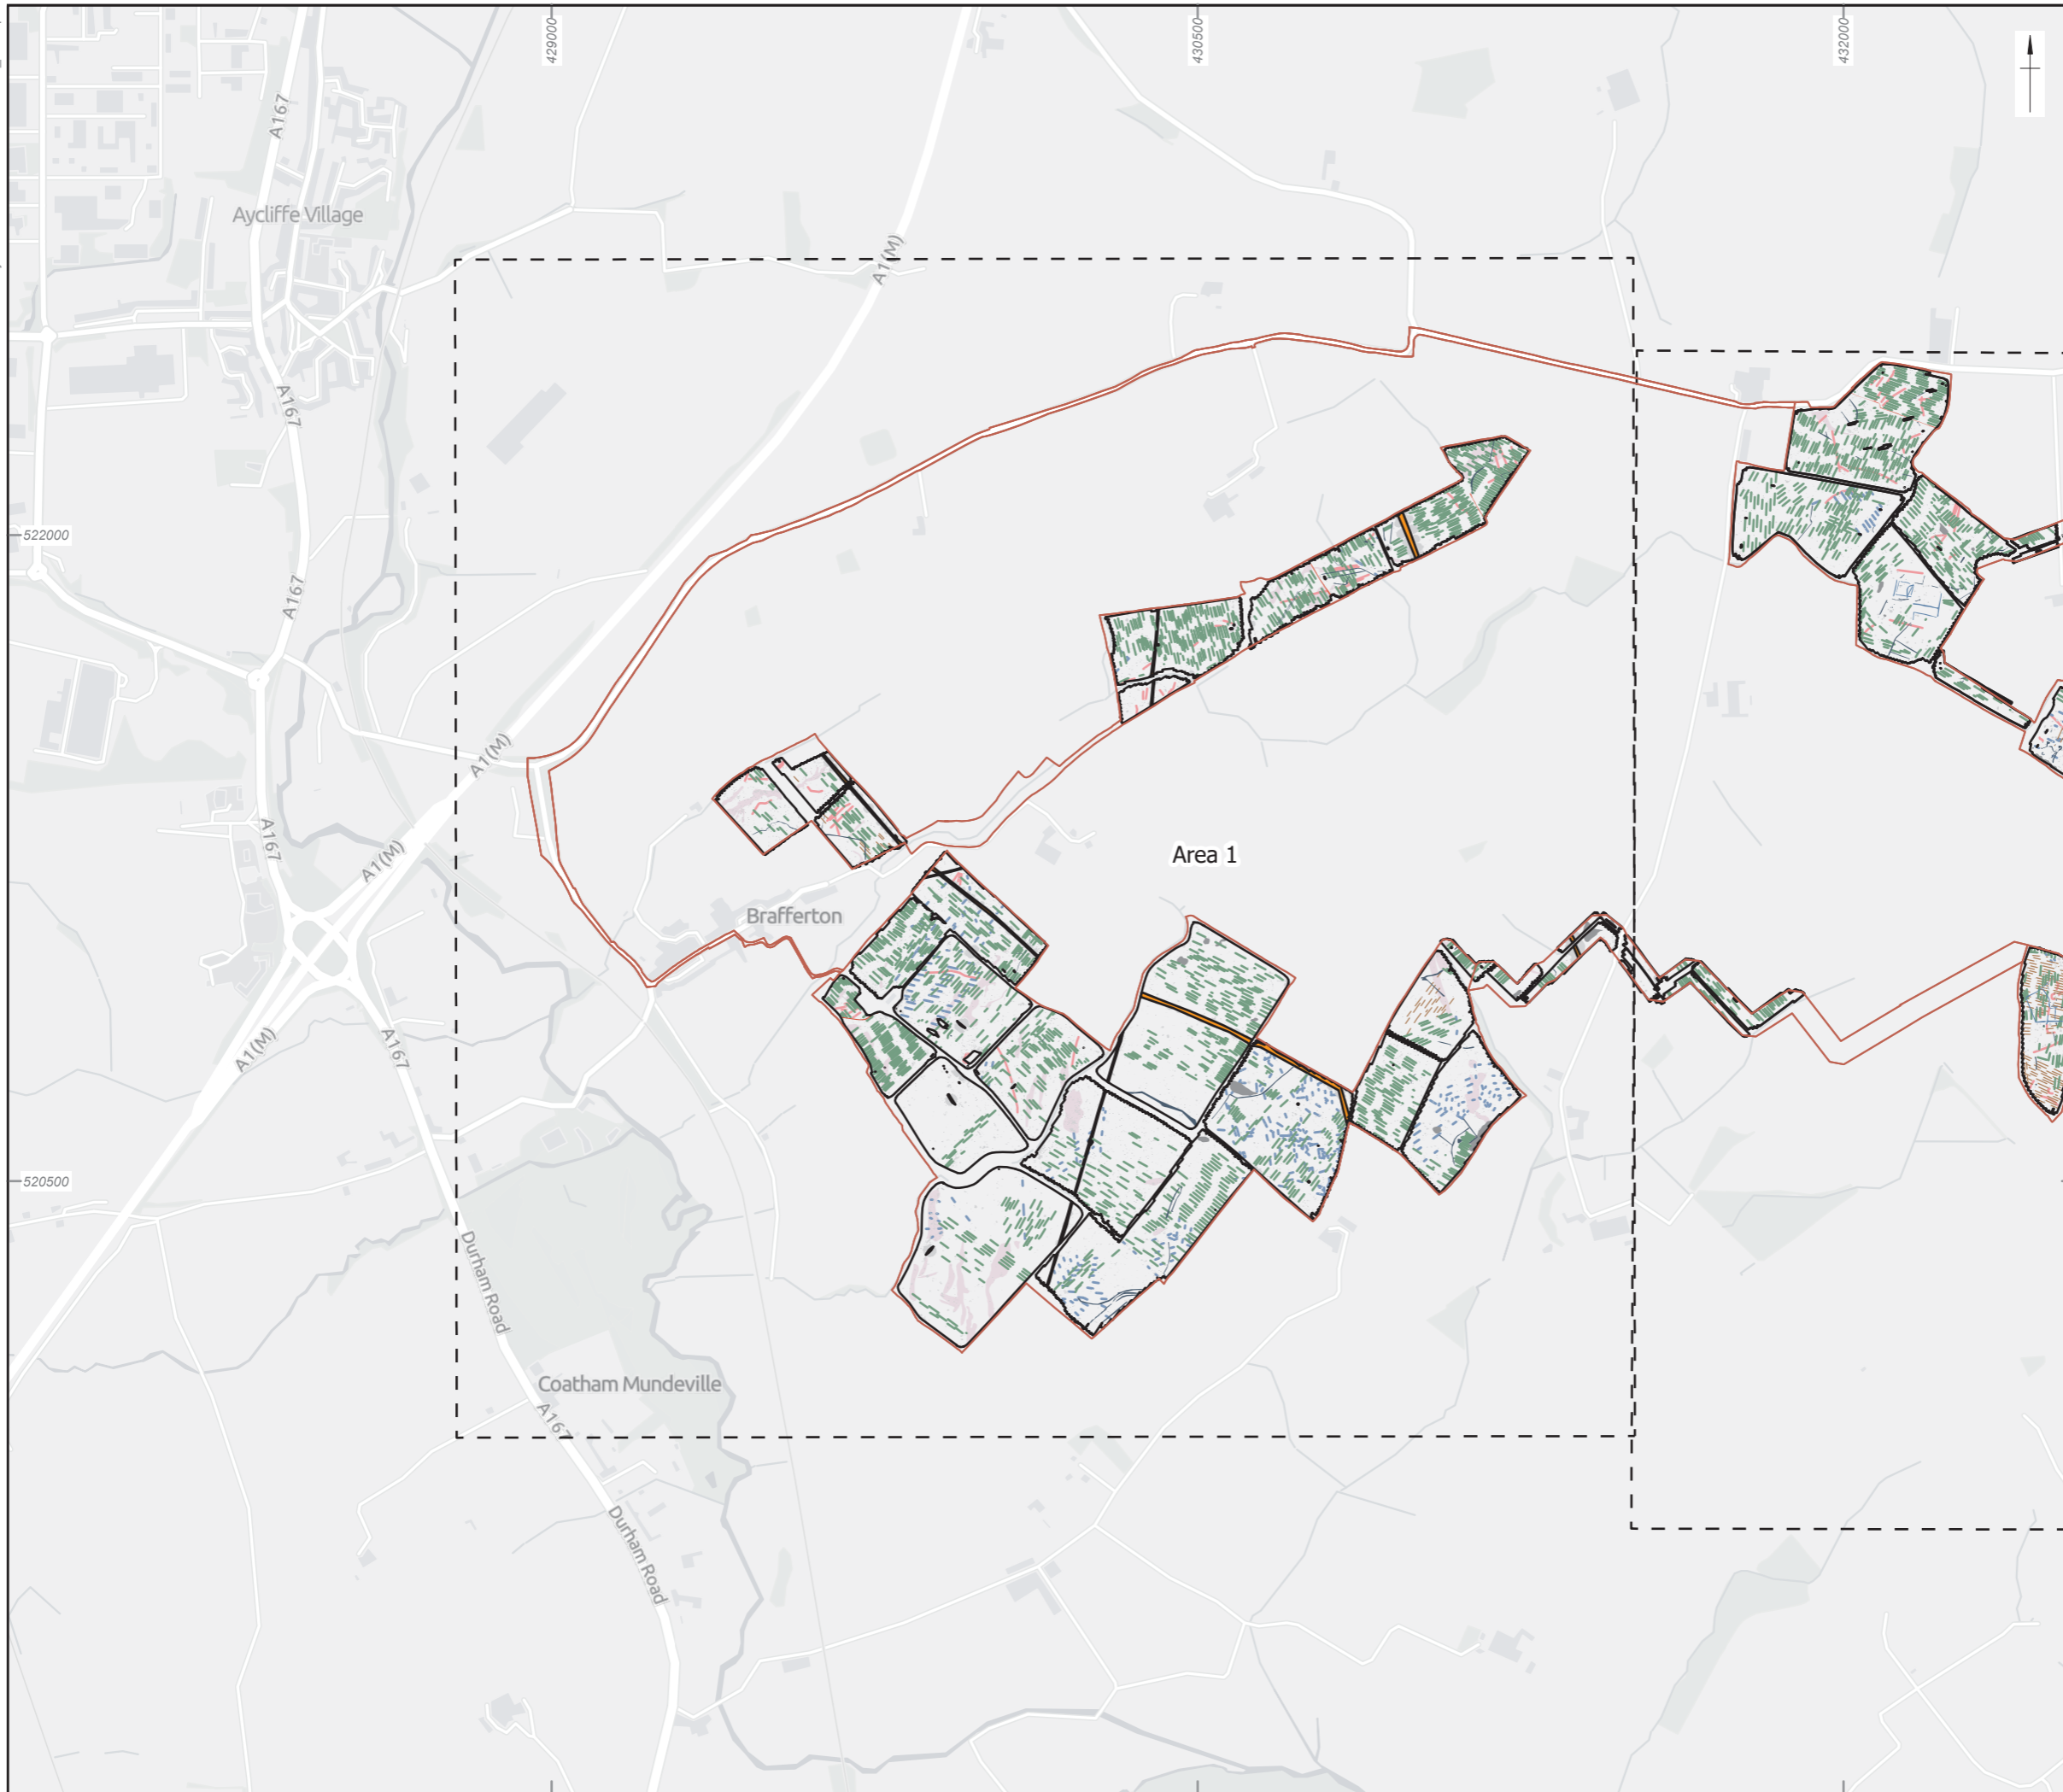 429000
430500
432000
A167
Aycliffe Village
A1(M)
A167
522000
A167
A1(M)
A167
A1(M)
Area 1
Brafferton
A1(M)
A167
520500
Durham Road
Coatham Mundeville
A167
Durham Road